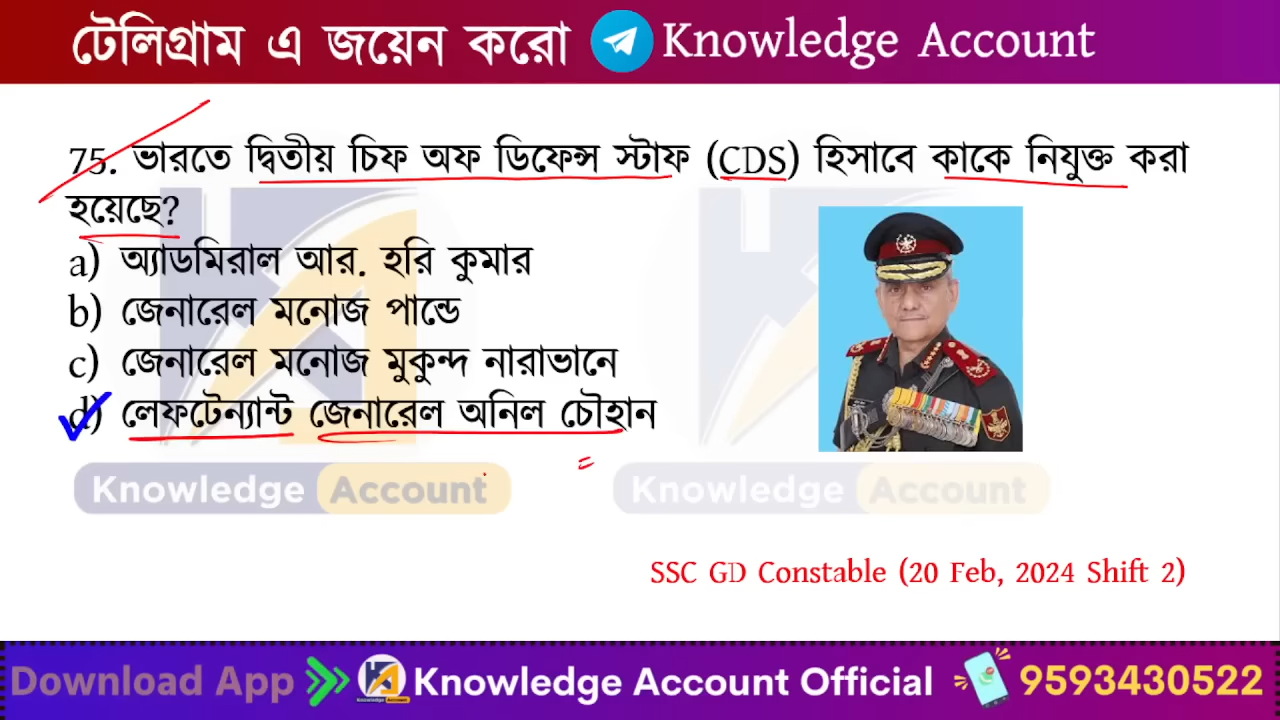 টেলিগ্রাম এ জয়েন করো Knowledge Account
75. ভারতে দ্বিতীয় চিফ অফ ডিফেন্স স্টাফ (CDS) হিসাবে কাকে নিযুক্ত করা
হয়েছে?
a) অ্যাডমিরাল আর. হরি কুমার
b) জেনারেল মনোজ পান্ডে
c) জেনারেল মনোজ মুকুন্দ নারাভানে
d) লেফটেন্যান্ট জেনারেল অনিল চৌহান
Knowledge Account Knowledge Account
SSC GD Constable (20 Feb, 2024 Shift 2)
Download App Knowledge Account Official 9593430522